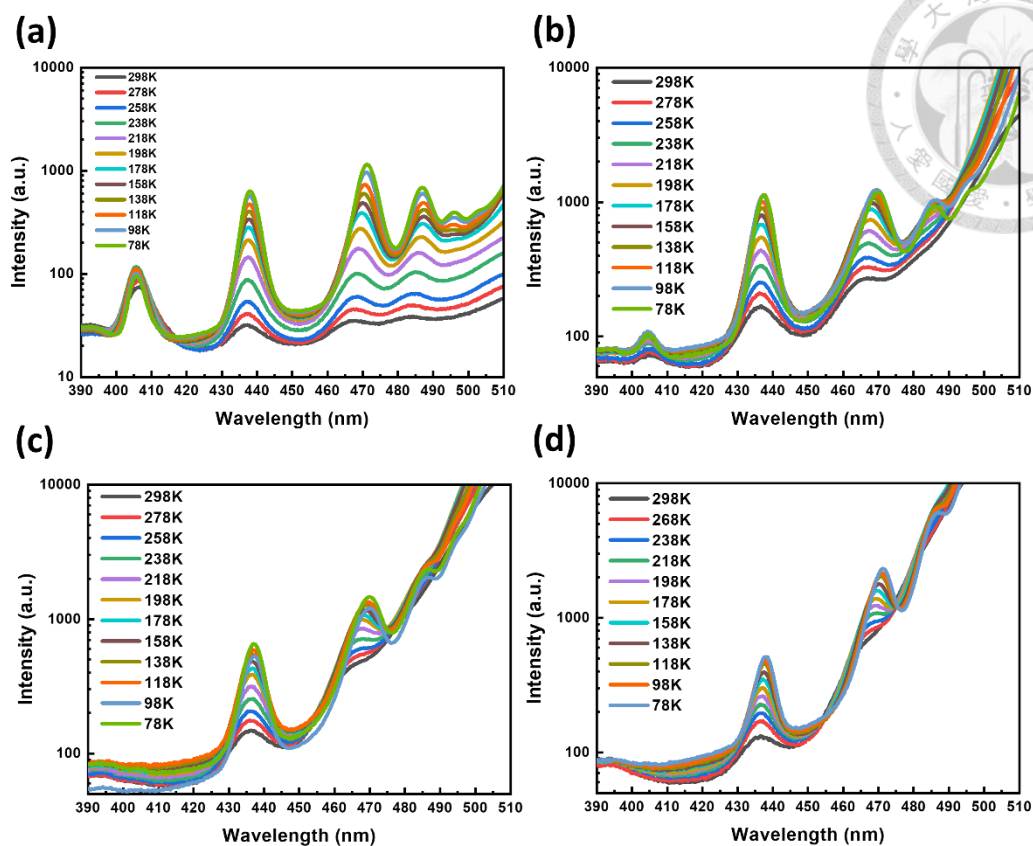 (a)
10000
1000
100
10
Intensity (a.u.)
298K
278K
258K
238K
218K
198K
178K
158K
138K
118K
98K
78K
390 400 410 420 430 440 450 460 470 480 490 500 510
Wavelength (nm)
(b)
學大
人愛國愛
10000
1000
100
Intensity (a.u.)
298K
278K
258K
238K
218K
198K
178K
158K
138K
118K
98K
78K
390 400 410 420 430 440 450 460 470 480 490 500 510
Wavelength (nm)
(c)
10000
1000
100
Intensity (a.u.)
298K
278K
258K
238K
218K
198K
178K
158K
138K
118K
98K
78K
390 400 410 420 430 440 450 460 470 480 490 500 510
Wavelength (nm)
(d)
10000
1000
100
Intensity (a.u.)
298K
268K
238K
218K
198K
178K
158K
138K
118K
98K
78K
390 400 410 420 430 440 450 460 470 480 490 500 510
Wavelength (nm)